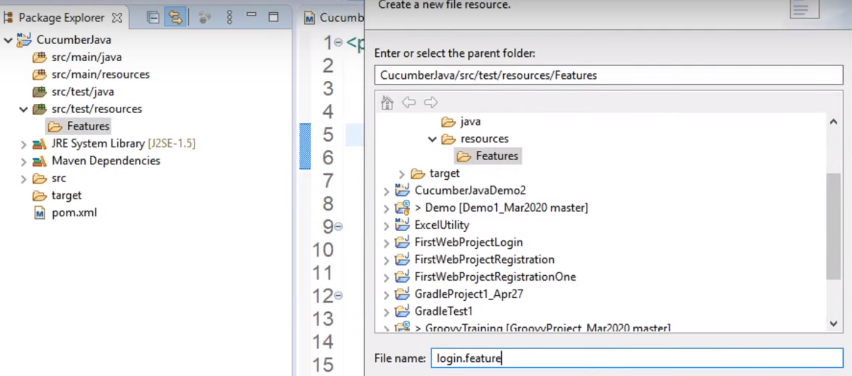 Package Explorer
CucumberJava
src/main/java
src/main/resources
src/test/java
src/test/resources
Features
JRE System Library [J2SE-1.5]
Maven Dependencies
src
target
pom.xml
Cucumb
1 <p
2
3
4
5
6
7
8
9
10
11
12
13
14
15
Create a new file resource.
Enter or select the parent folder:
CucumberJava/src/test/resources/Features
java
resources
Features
target
CucumberJavaDemo2
> Demo [Demo1_Mar2020 master]
ExcelUtility
FirstWebProjectLogin
FirstWebProjectRegistration
FirstWebProjectRegistrationOne
GradleProject1_Apr27
GradleTest1
> GroovyTraining [GroovyProject_Mar2020 master]
File name: login.feature